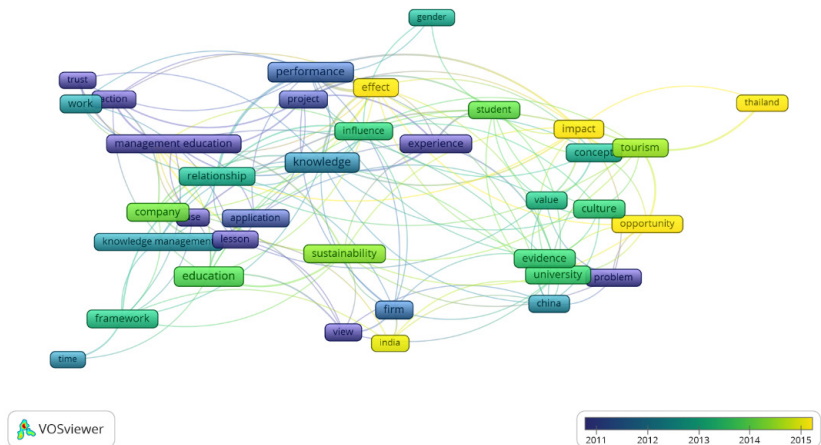 gender
performance
trust
effect
action
project
work
thailand
student
impact
influence
management education
experience
tourism
concept
knowledge
relationship
value
company
culture
application
opportunity
lesson
knowledge management
sustainability
evidence
education
university
problem
china
firm
framework
view
india
time
VOSviewer
2011 2012 2013 2014 2015